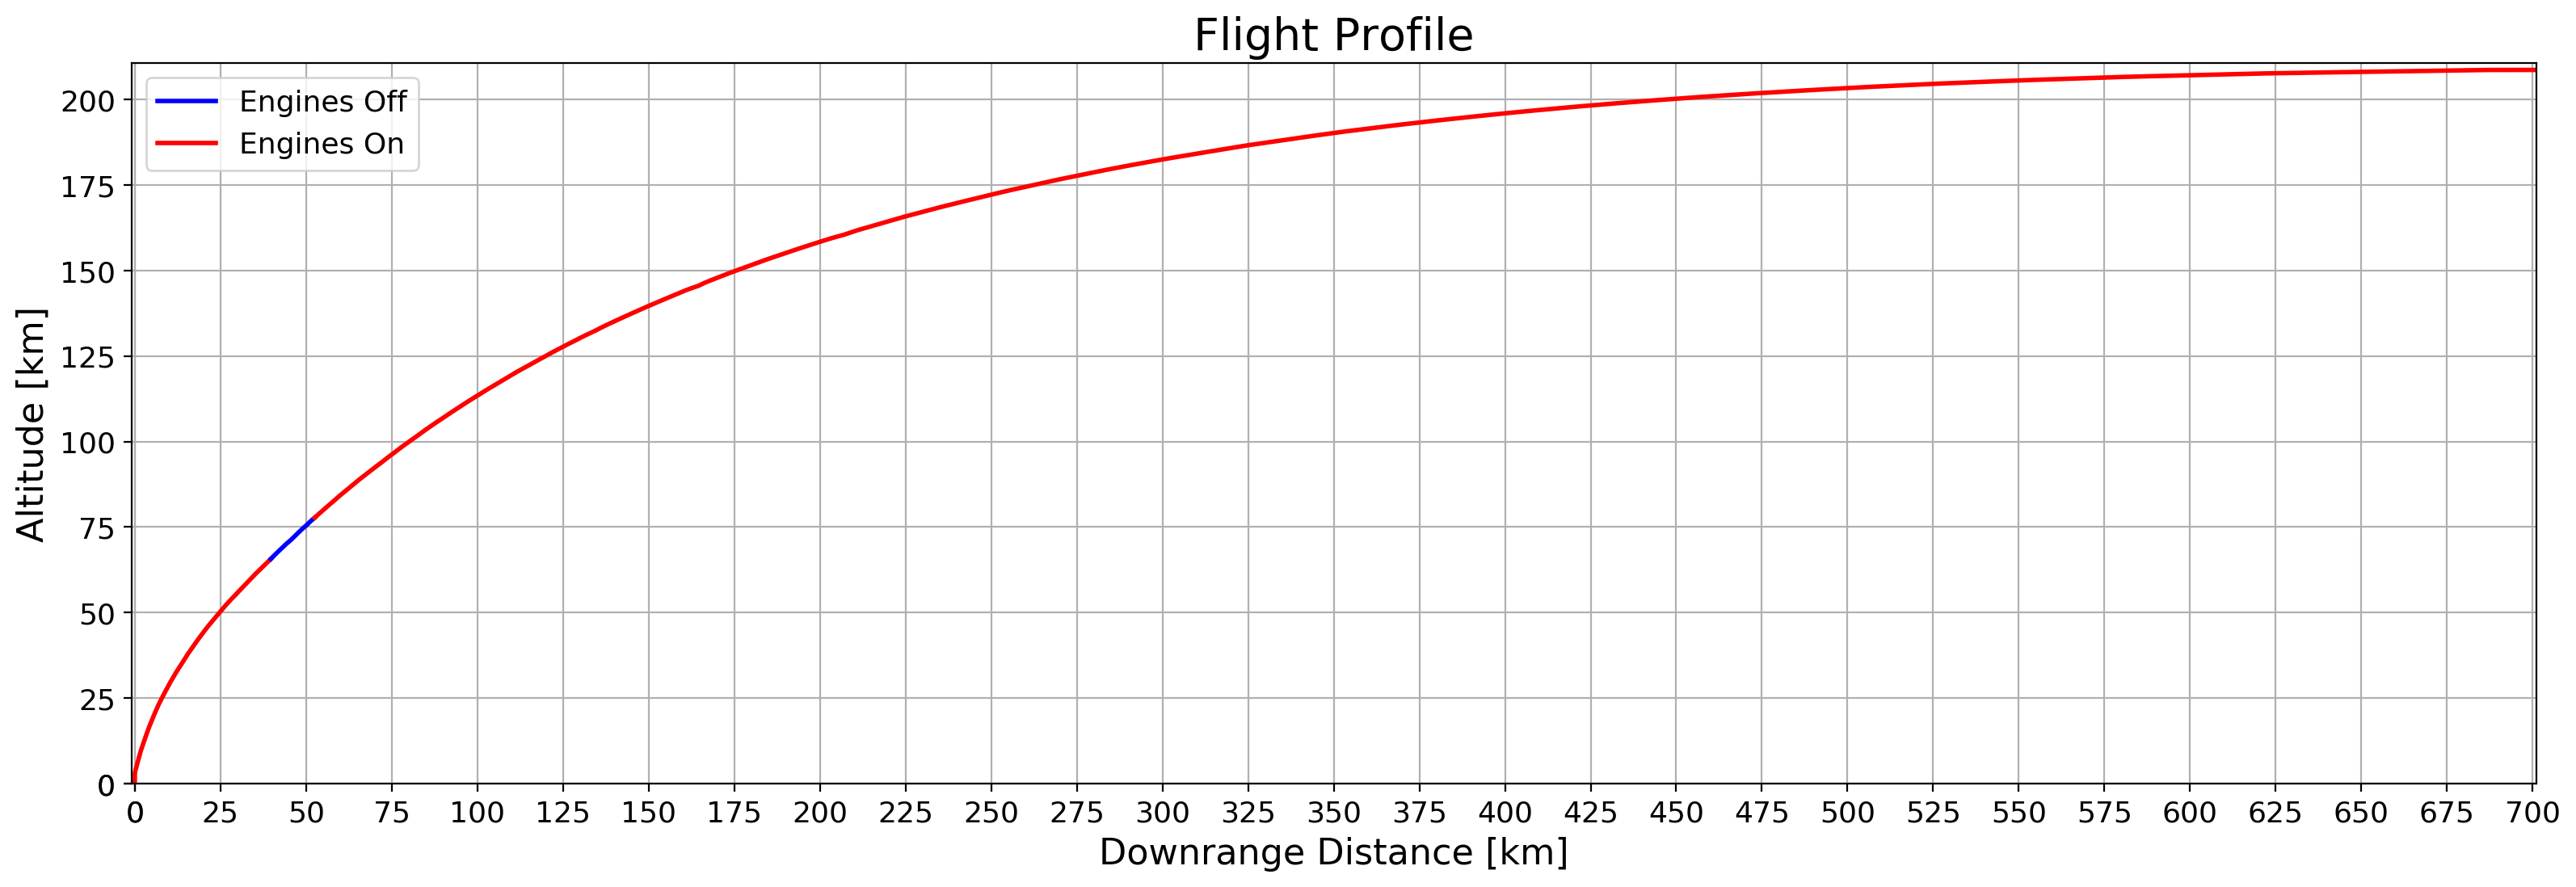 Flight Profile
Engines Off
Engines On
Altitude [km]
200
175
150
125
100
75
50
25
0
0 25 50 75 100 125 150 175 200 225 250 275 300 325 350 375 400 425 450 475 500 525 550 575 600 625 650 675 700
Downrange Distance [km]